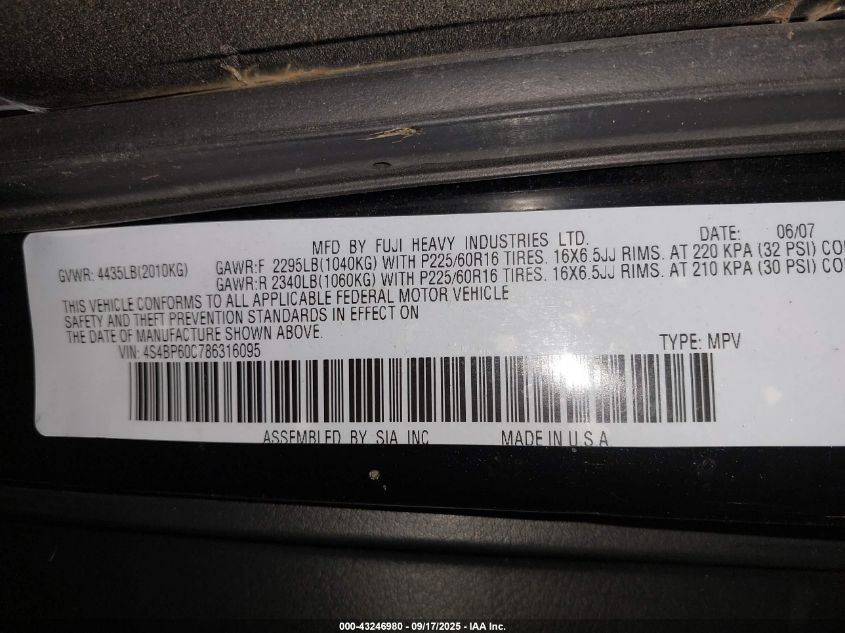 MFD BY FUJI HEAVY INDUSTRIES LTD. DATE: 06/07
GVWR: 4435LB(2010KG) GAWR:F 2295LB(1040KG) WITH P225/60R16 TIRES. 16X6.5JJ RIMS. AT 220 KPA (32 PSI)
GAWR:R 2340LB(1060KG) WITH P225/60R16 TIRES. 16X6.5JJ RIMS. AT 210 KPA (30 PSI)
THIS VEHICLE CONFORMS TO ALL APPLICABLE FEDERAL MOTOR VEHICLE
SAFETY AND THEFT PREVENTION STANDARDS IN EFFECT ON
THE DATE OF MANUFACTURE SHOWN ABOVE.
VIN: 4S4BP60C786316095 TYPE: MPV
ASSEMBLED BY SIA INC MADE IN U S A
000-43246980 - 09/17/2025 - IAA Inc.